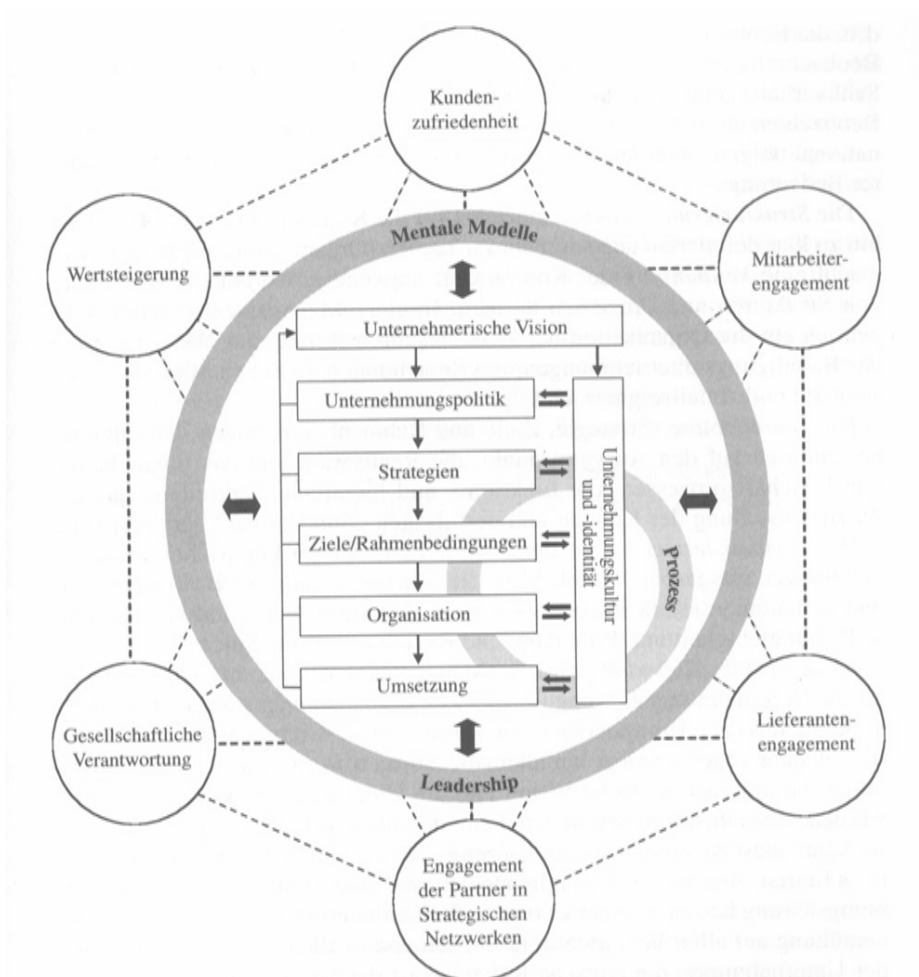 Kunden-
zufriedenheit
Mentale Modelle
Wertsteigerung
Mitarbeiter-
engagement
Unternehmerische Vision
Unternehmungspolitik
Strategien
Ziele/Rahmenbedingungen
Organisation
Umsetzung
Unternehmungskultur
und -identität
Prozess
Gesellschaftliche
Verantwortung
Lieferanten-
engagement
Leadership
Engagement
der Partner in
Strategischen
Netzwerken